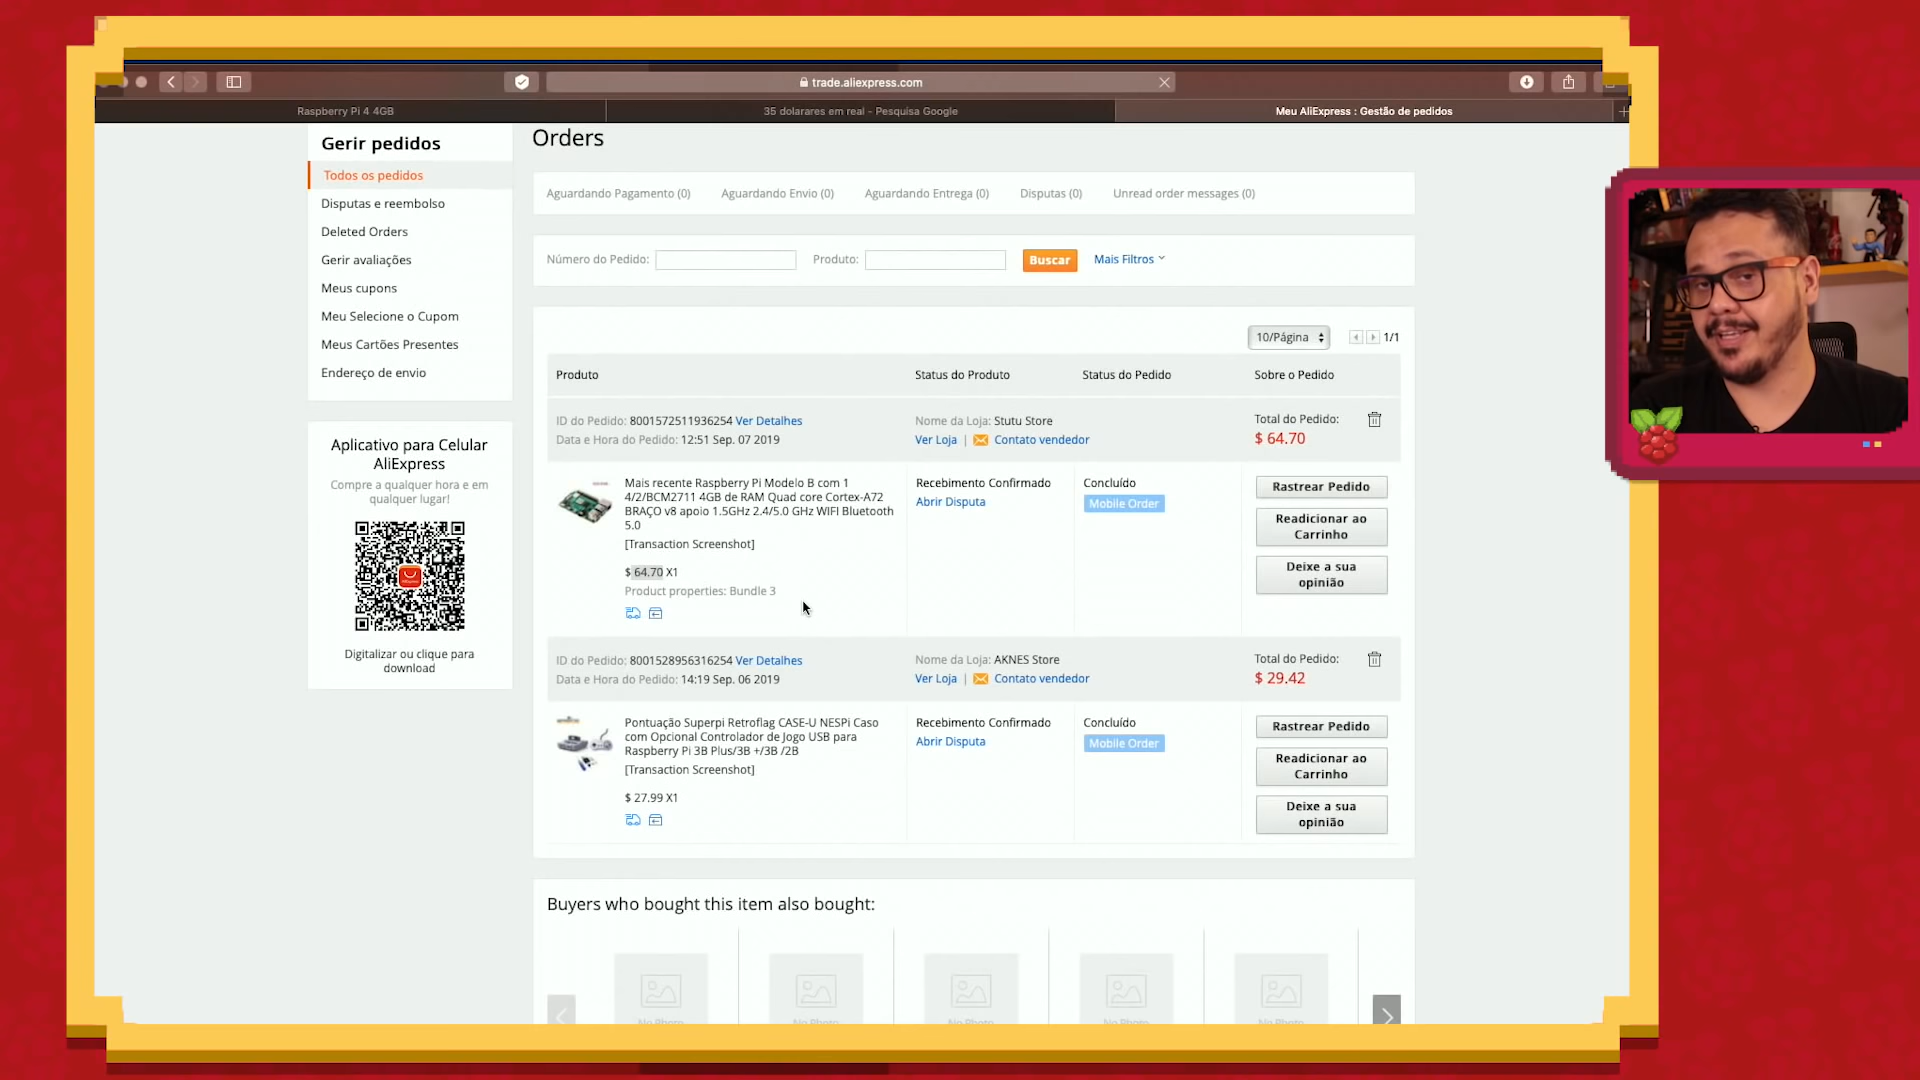 trade.aliexpress.com
Raspberry Pi 4 4GB
35 dolarares em real - Pesquisa Google
Meu AliExpress : Gestão de pedidos
Gerir pedidos
Todos os pedidos
Disputas e reembolso
Deleted Orders
Gerir avaliações
Meus cupons
Meu Selecione o Cupom
Meus Cartões Presentes
Endereço de envio
Aplicativo para Celular
AliExpress
Compre a qualquer hora e em
qualquer lugar!
Digitalizar ou clique para
download
Orders
Aguardando Pagamento (0) Aguardando Envio (0) Aguardando Entrega (0) Disputas (0) Unread order messages (0)
Número do Pedido: Produto: Buscar Mais Filtros
10/Página 1/1
Produto Status do Produto Status do Pedido Sobre o Pedido
ID do Pedido: 8001572511936254 Ver Detalhes
Data e Hora do Pedido: 12:51 Sep. 07 2019
Nome da Loja: Stutu Store
Ver Loja | Contato vendedor
Total do Pedido:
$ 64.70
Mais recente Raspberry Pi Modelo B com 1
4/2/BCM2711 4GB de RAM Quad core Cortex-A72
BRAÇO v8 apoio 1.5GHz 2.4/5.0 GHz WIFI Bluetooth
5.0
[Transaction Screenshot]
$ 64.70 X1
Product properties: Bundle 3
Recebimento Confirmado
Abrir Disputa
Concluído
Mobile Order
Rastrear Pedido
Readicionar ao
Carrinho
Deixe a sua
opinião
ID do Pedido: 8001528956316254 Ver Detalhes
Data e Hora do Pedido: 14:19 Sep. 06 2019
Nome da Loja: AKNES Store
Ver Loja | Contato vendedor
Total do Pedido:
$ 29.42
Pontuação Superpi Retroflag CASE-U NESPi Caso
com Opcional Controlador de Jogo USB para
Raspberry Pi 3B Plus/3B +/3B /2B
[Transaction Screenshot]
$ 27.99 X1
Recebimento Confirmado
Abrir Disputa
Concluído
Mobile Order
Rastrear Pedido
Readicionar ao
Carrinho
Deixe a sua
opinião
Buyers who bought this item also bought:
No Photo No Photo No Photo No Photo No Photo